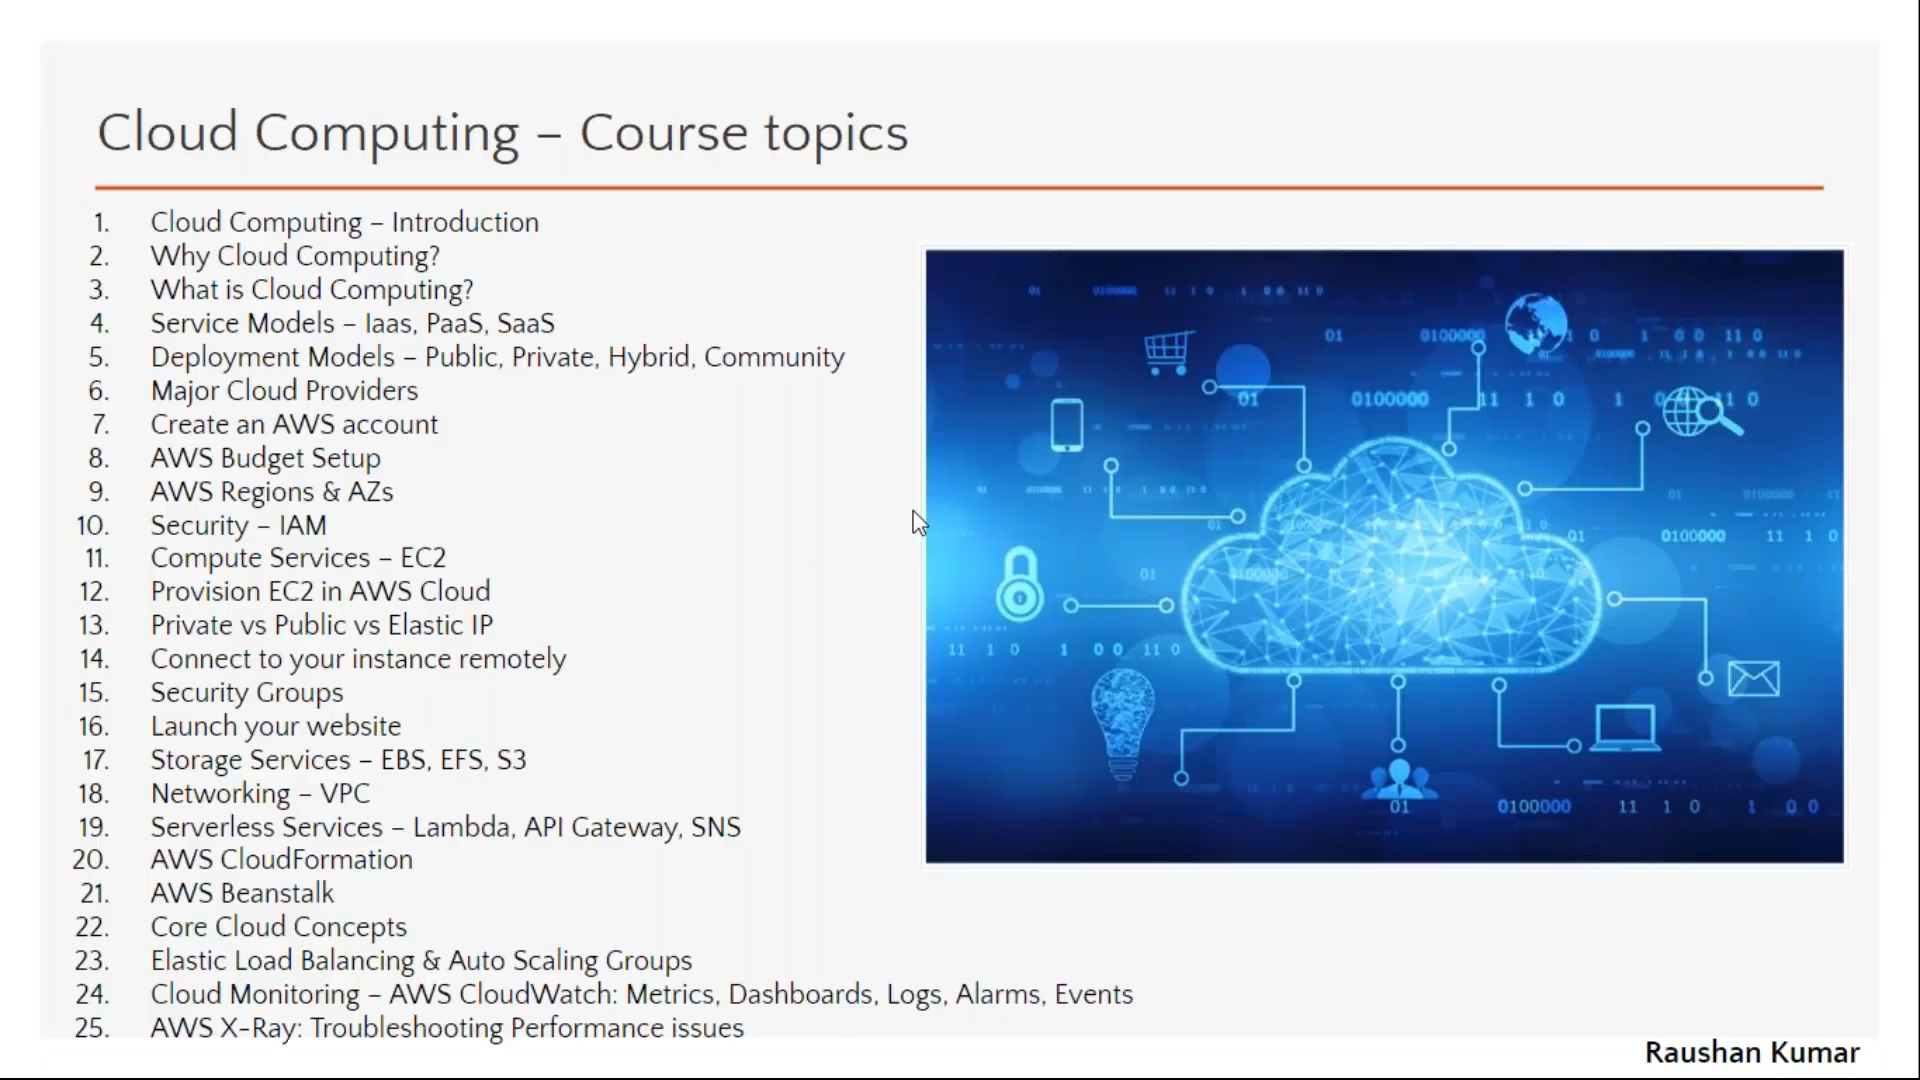 Cloud Computing – Course topics
1. Cloud Computing – Introduction
2. Why Cloud Computing?
3. What is Cloud Computing?
4. Service Models – Iaas, PaaS, SaaS
5. Deployment Models – Public, Private, Hybrid, Community
6. Major Cloud Providers
7. Create an AWS account
8. AWS Budget Setup
9. AWS Regions & AZs
10. Security – IAM
11. Compute Services – EC2
12. Provision EC2 in AWS Cloud
13. Private vs Public vs Elastic IP
14. Connect to your instance remotely
15. Security Groups
16. Launch your website
17. Storage Services – EBS, EFS, S3
18. Networking – VPC
19. Serverless Services – Lambda, API Gateway, SNS
20. AWS CloudFormation
21. AWS Beanstalk
22. Core Cloud Concepts
23. Elastic Load Balancing & Auto Scaling Groups
24. Cloud Monitoring – AWS CloudWatch: Metrics, Dashboards, Logs, Alarms, Events
25. AWS X-Ray: Troubleshooting Performance issues
Raushan Kumar